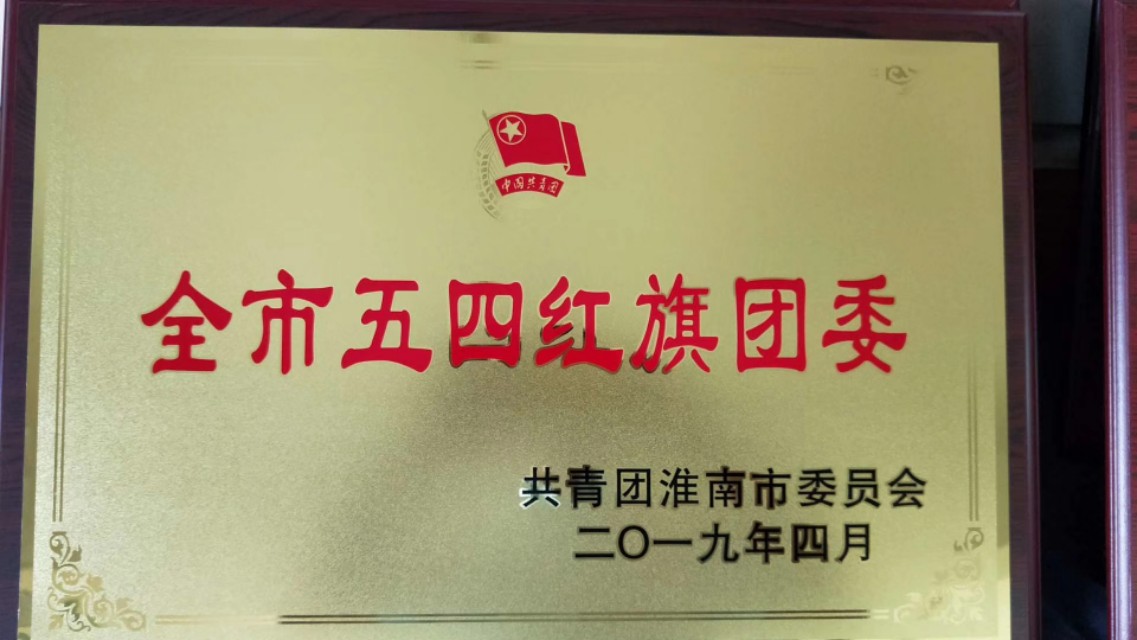 中国共青团
全市五四红旗团委
共青团淮南市委员会
二〇一九年四月